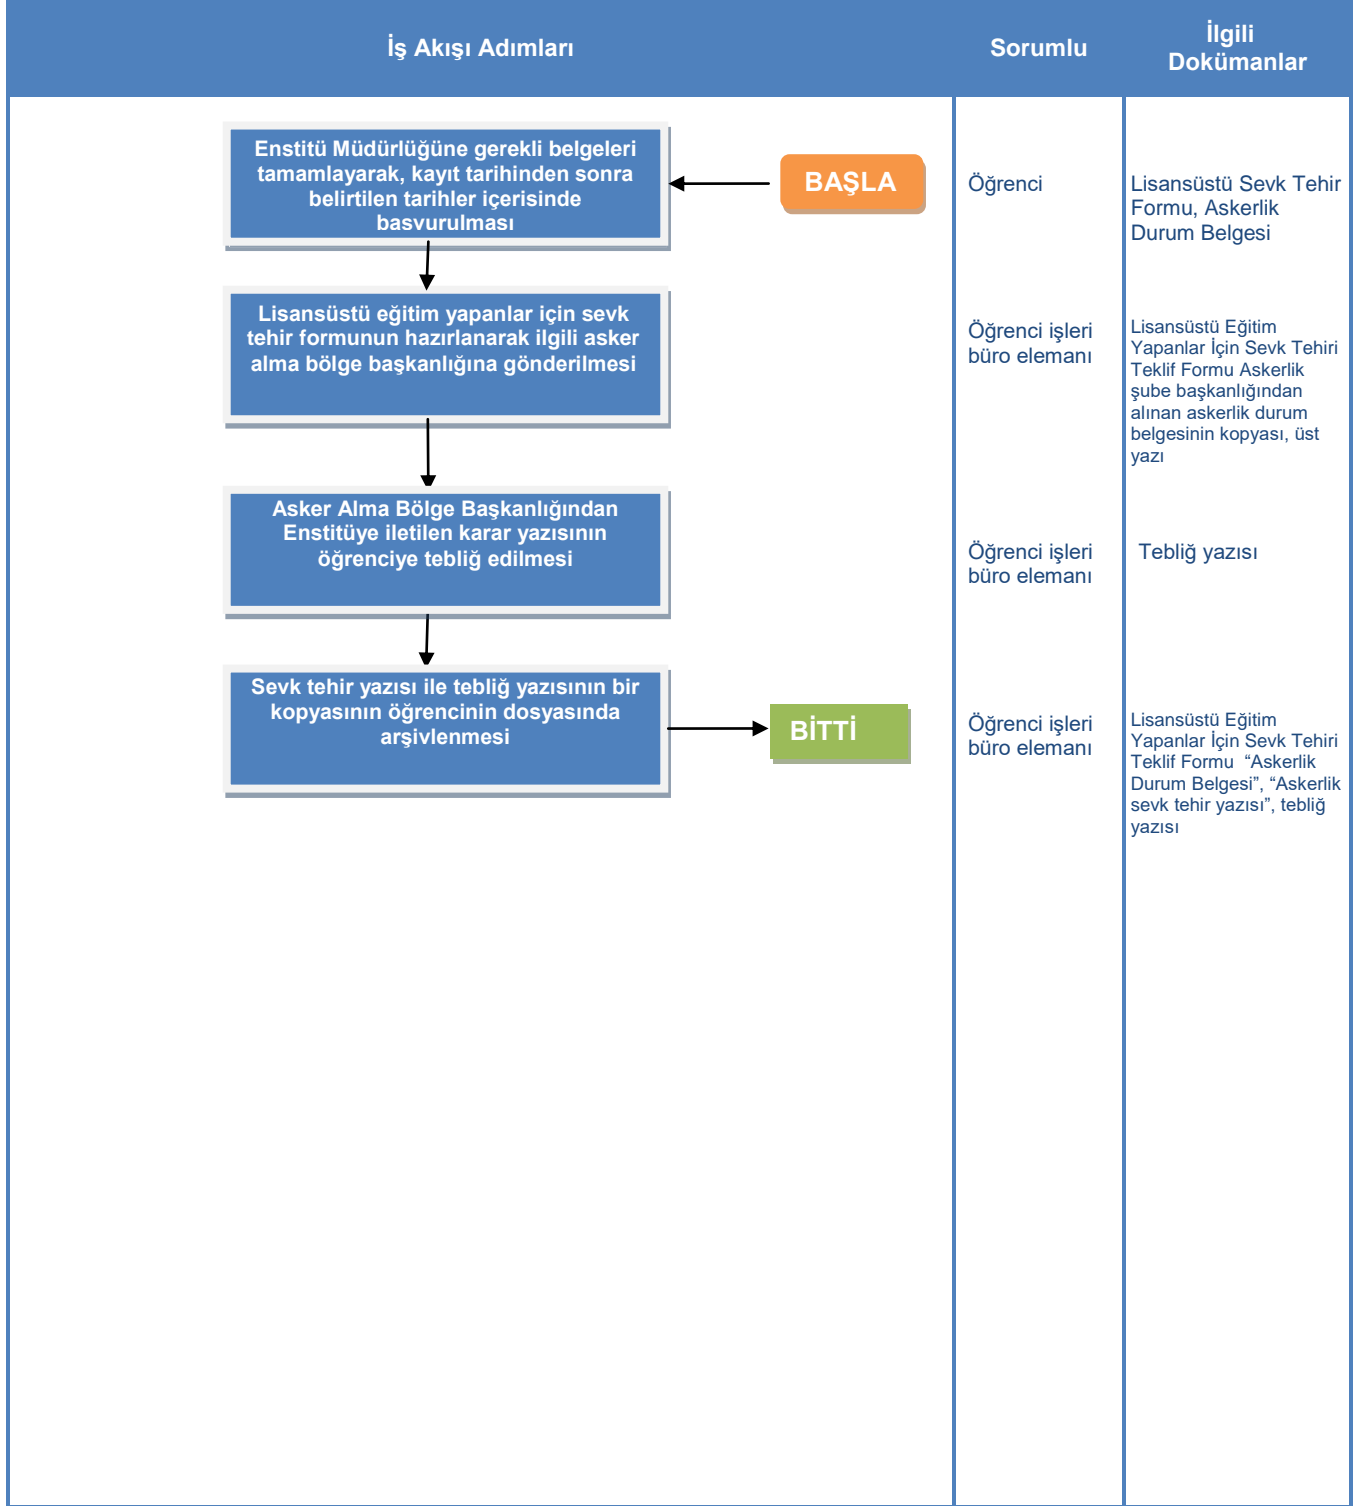 İş Akışı Adımları
Sorumlu
İlgili
Dokümanlar
Enstitü Müdürlüğüne gerekli belgeleri
tamamlayarak, kayıt tarihinden sonra
belirtilen tarihler içerisinde
basvurulması
BAŞLA
Öğrenci
Lisansüstü Sevk Tehir
Formu, Askerlik
Durum Belgesi
Lisansüstü eğitim yapanlar için sevk
tehir formunun hazırlanarak ilgili asker
alma bölge başkanlığına gönderilmesi
Öğrenci işleri
büro elemanı
Lisansüstü Eğitim
Yapanlar İçin Sevk Tehiri
Teklif Formu Askerlik
şube başkanlığından
alınan askerlik durum
belgesinin kopyası, üst
yazı
Asker Alma Bölge Başkanlığından
Enstitüye iletilen karar yazısının
öğrenciye tebliğ edilmesi
Öğrenci işleri
büro elemanı
Tebliğ yazısı
Sevk tehir yazısı ile tebliğ yazısının bir
kopyasının öğrencinin dosyasında
arşivlenmesi
BİTTİ
Öğrenci işleri
büro elemanı
Lisansüstü Eğitim
Yapanlar İçin Sevk Tehiri
Teklif Formu “Askerlik
Durum Belgesi”, “Askerlik
sevk tehir yazısı”, tebliğ
yazısı